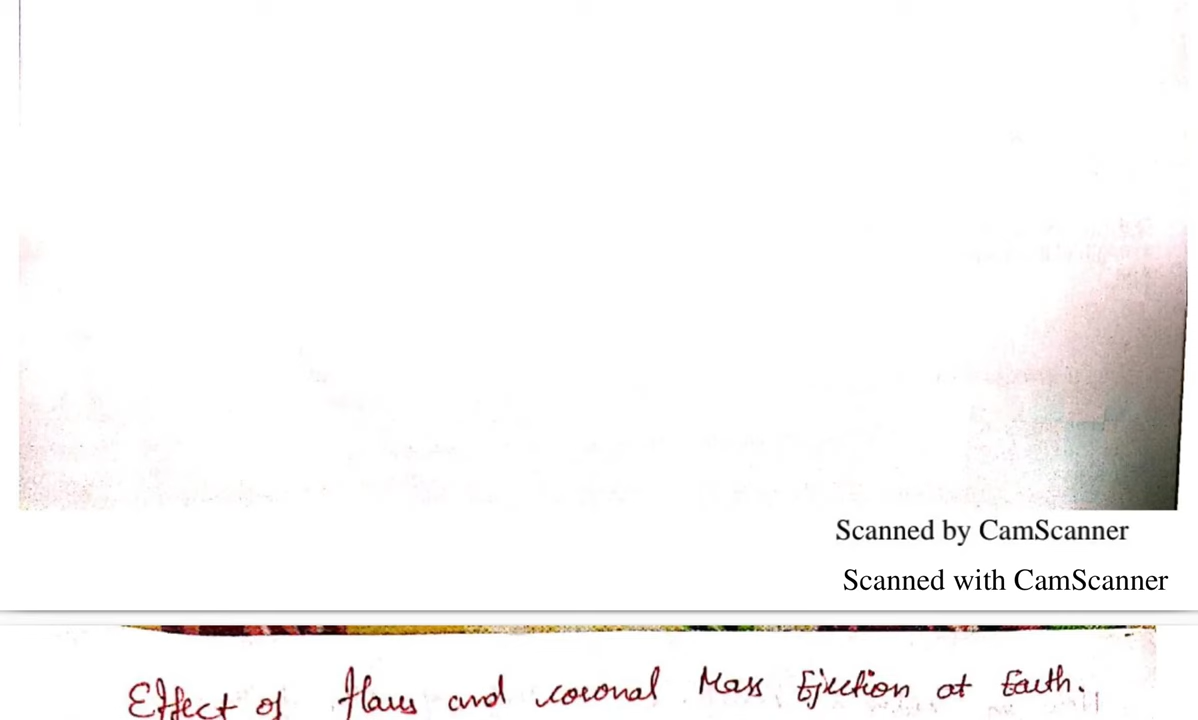 Scanned by CamScanner
Scanned with CamScanner
Effect of flares and coronal Mass Ejection at Earth.